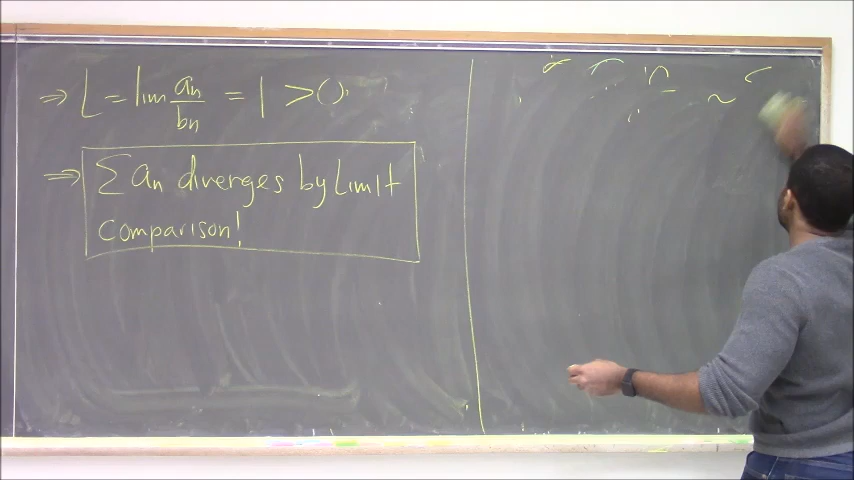 ⇒ L = lim an/bn = 1 > 0.
⇒ ∑ an diverges by Limit
comparison!